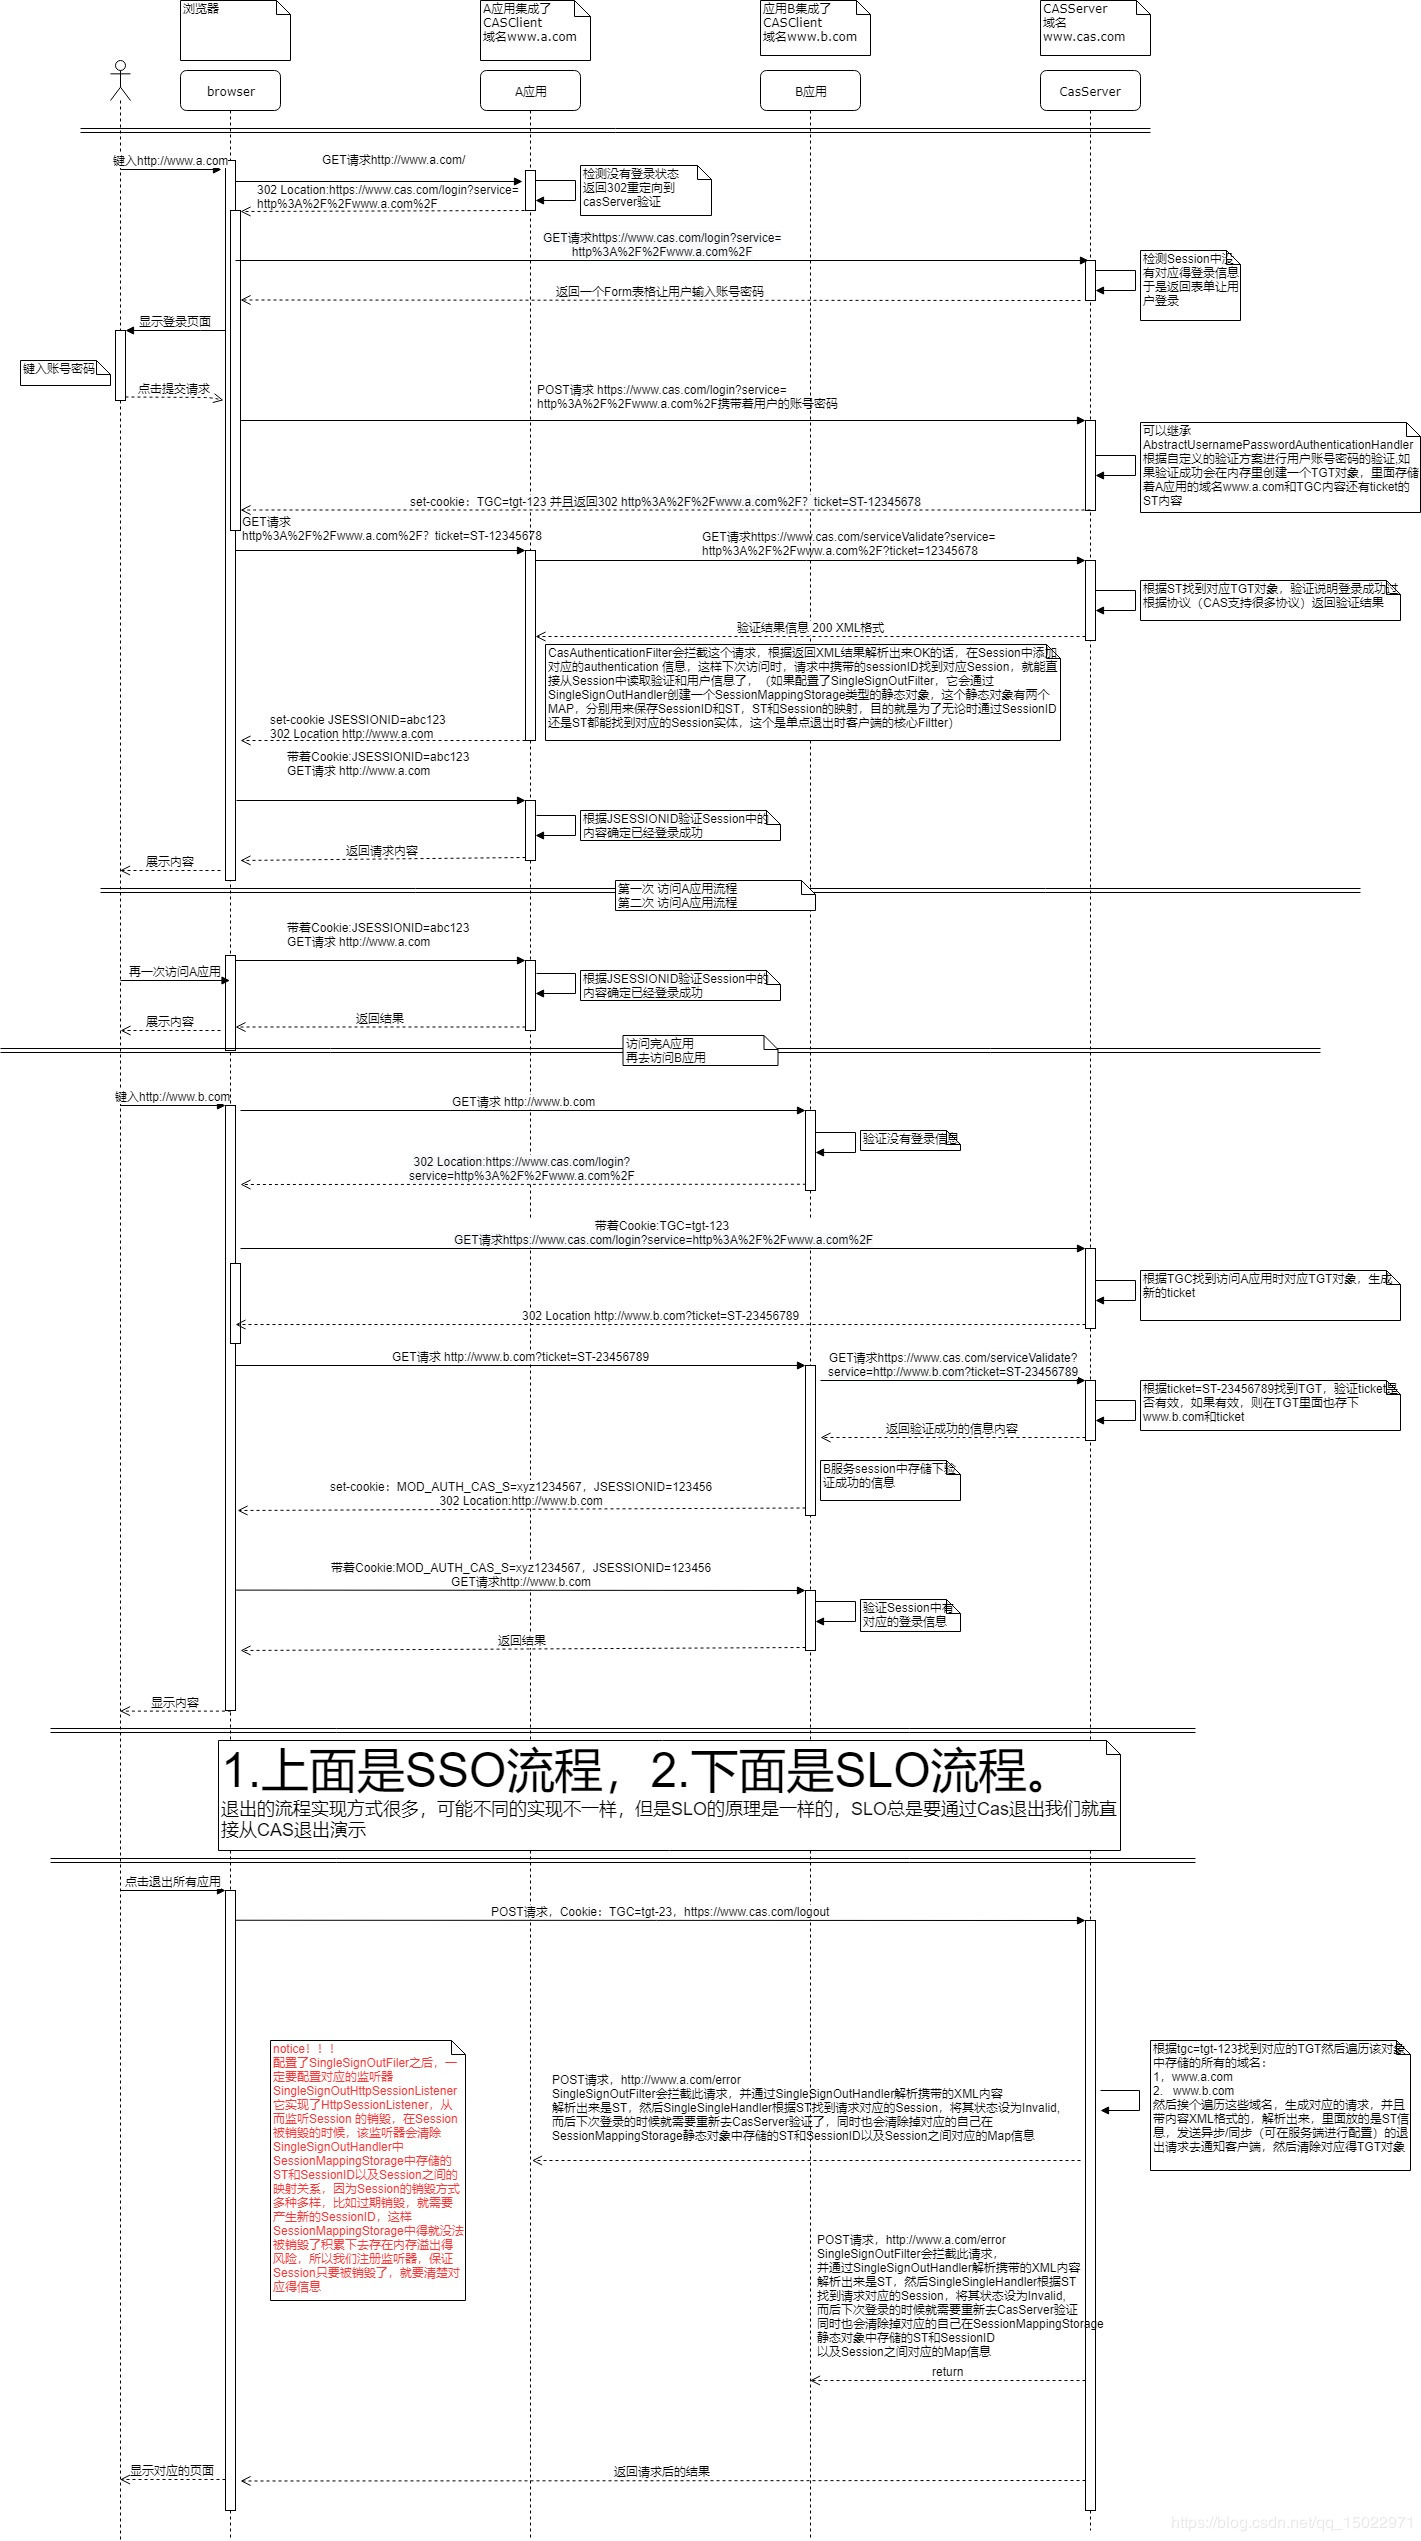 浏览器
A应用集成了
CASClient
域名www.a.com
应用B集成了
CASClient
域名www.b.com
CASServer
域名
www.cas.com
browser
A应用
B应用
CasServer
键入http://www.a.com
GET请求http://www.a.com/
检测没有登录状态
返回302重定向到
casServer验证
302 Location:https://www.cas.com/login?service=
http%3A%2F%2Fwww.a.com%2F
GET请求https://www.cas.com/login?service=
http%3A%2F%2Fwww.a.com%2F
检测Session中没
有对应得登录信息
于是返回表单让用
户登录
返回一个Form表格让用户输入账号密码
显示登录页面
键入账号密码
点击提交请求
POST请求 https://www.cas.com/login?service=
http%3A%2F%2Fwww.a.com%2F携带着用户的账号密码
可以继承
AbstractUsernamePasswordAuthenticationHandler
根据自定义的验证方案进行用户账号密码的验证,如
果验证成功会在内存里创建一个TGT对象，里面存储
着A应用的域名www.a.com和TGC内容还有ticket的
ST内容
set-cookie：TGC=tgt-123 并且返回302 http%3A%2F%2Fwww.a.com%2F？ticket=ST-12345678
GET请求
http%3A%2F%2Fwww.a.com%2F？ticket=ST-12345678
GET请求https://www.cas.com/serviceValidate?service=
http%3A%2F%2Fwww.a.com%2F?ticket=12345678
根据ST找到对应TGT对象，验证说明登录成功过
根据协议（CAS支持很多协议）返回验证结果
验证结果信息 200 XML格式
CasAuthenticationFilter会拦截这个请求，根据返回XML结果解析出来OK的话，在Session中添加
对应的authentication 信息，这样下次访问时，请求中携带的sessionID找到对应Session，就能直
接从Session中读取验证和用户信息了，（如果配置了SingleSignOutFilter，它会通过
SingleSignOutHandler创建一个SessionMappingStorage类型的静态对象，这个静态对象有两个
MAP，分别用来保存SessionID和ST，ST和Session的映射，目的就是为了无论时通过SessionID
还是ST都能找到对应的Session实体，这个是单点退出时客户端的核心Filtter）
set-cookie JSESSIONID=abc123
302 Location http://www.a.com
带着Cookie:JSESSIONID=abc123
GET请求 http://www.a.com
根据JSESSIONID验证Session中的
内容确定已经登录成功
返回请求内容
展示内容
第一次 访问A应用流程
第二次 访问A应用流程
带着Cookie:JSESSIONID=abc123
GET请求 http://www.a.com
再一次访问A应用
根据JSESSIONID验证Session中的
内容确定已经登录成功
返回结果
展示内容
访问完A应用
再去访问B应用
键入http://www.b.com
GET请求 http://www.b.com
验证没有登录信息
302 Location:https://www.cas.com/login?
service=http%3A%2F%2Fwww.a.com%2F
带着Cookie:TGC=tgt-123
GET请求https://www.cas.com/login?service=http%3A%2F%2Fwww.a.com%2F
根据TGC找到访问A应用时对应TGT对象，生成
新的ticket
302 Location http://www.b.com?ticket=ST-23456789
GET请求 http://www.b.com?ticket=ST-23456789
GET请求https://www.cas.com/serviceValidate?
service=http://www.b.com?ticket=ST-23456789
根据ticket=ST-23456789找到TGT，验证ticket是
否有效，如果有效，则在TGT里面也存下
www.b.com和ticket
返回验证成功的信息内容
B服务session中存储下验
证成功的信息
set-cookie：MOD_AUTH_CAS_S=xyz1234567，JSESSIONID=123456
302 Location:http://www.b.com
带着Cookie:MOD_AUTH_CAS_S=xyz1234567，JSESSIONID=123456
GET请求http://www.b.com
验证Session中有
对应的登录信息
返回结果
显示内容
1.上面是SSO流程，2.下面是SLO流程。
退出的流程实现方式很多，可能不同的实现不一样，但是SLO的原理是一样的，SLO总是要通过Cas退出我们就直
接从CAS退出演示
点击退出所有应用
POST请求，Cookie：TGC=tgt-23，https://www.cas.com/logout
notice！！！
配置了SingleSignOutFiler之后，一
定要配置对应的监听器
SingleSignOutHttpSessionListener
它实现了HttpSessionListener，从
而监听Session 的销毁，在Session
被销毁的时候，该监听器会清除
SingleSignOutHandler中
SessionMappingStorage中存储的
ST和SessionID以及Session之间的
映射关系，因为Session的销毁方式
多种多样，比如过期销毁，就需要
产生新的SessionID，这样
SessionMappingStorage中得就没法
被销毁了积累下去存在内存溢出得
风险，所以我们注册监听器，保证
Session只要被销毁了，就要清楚对
应得信息
根据tgc=tgt-123找到对应的TGT然后遍历该对象
中存储的所有的域名：
1，www.a.com
2．www.b.com
然后挨个遍历这些域名，生成对应的请求，并且
带内容XML格式的，解析出来，里面放的是ST信
息，发送异步/同步（可在服务端进行配置）的退
出请求去通知客户端，然后清除对应得TGT对象
POST请求，http://www.a.com/error
SingleSignOutFilter会拦截此请求，并通过SingleSignOutHandler解析携带的XML内容
解析出来是ST，然后SingleSingleHandler根据ST找到请求对应的Session，将其状态设为Invalid,
而后下次登录的时候就需要重新去CasServer验证了，同时也会清除掉对应的自己在
SessionMappingStorage静态对象中存储的ST和SessionID以及Session之间对应的Map信息
POST请求，http://www.a.com/error
SingleSignOutFilter会拦截此请求，
并通过SingleSignOutHandler解析携带的XML内容
解析出来是ST，然后SingleSingleHandler根据ST
找到请求对应的Session，将其状态设为Invalid,
而后下次登录的时候就需要重新去CasServer验证
同时也会清除掉对应的自己在SessionMappingStorage
静态对象中存储的ST和SessionID
以及Session之间对应的Map信息
return
返回请求后的结果
显示对应的页面
https://blog.csdn.net/qq_15022971